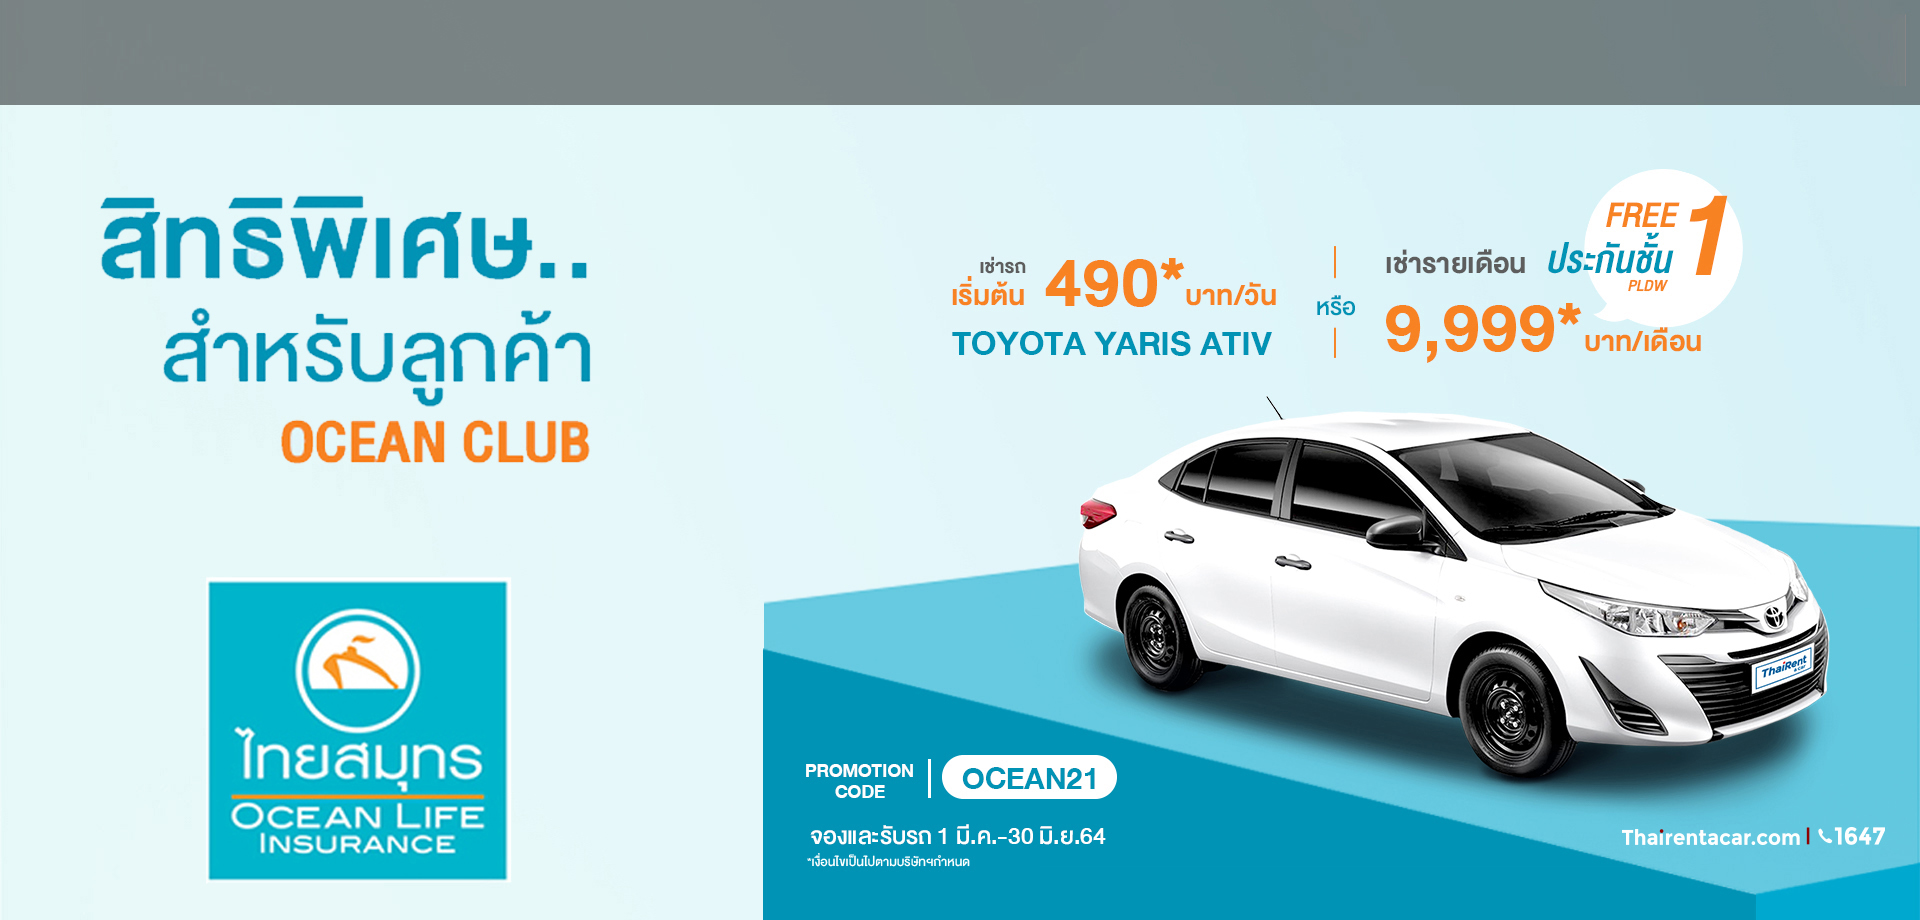 สิทธิพิเศษ..
สำหรับลูกค้า
OCEAN CLUB
ไทยสมุทร
OCEAN LIFE
INSURANCE
เช่ารถ
เริ่มต้น 490* บาท/วัน
TOYOTA YARIS ATIV
หรือ
FREE
เช่ารายเดือน ประกันชั้น 1
PLDW
9,999* บาท/เดือน
ThaiRent
A CAR
PROMOTION
CODE
OCEAN21
จองและรับรถ 1 มี.ค.-30 มิ.ย.64
*เงื่อนไขเป็นไปตามบริษัทฯกำหนด
Thairentacar.com | 1647